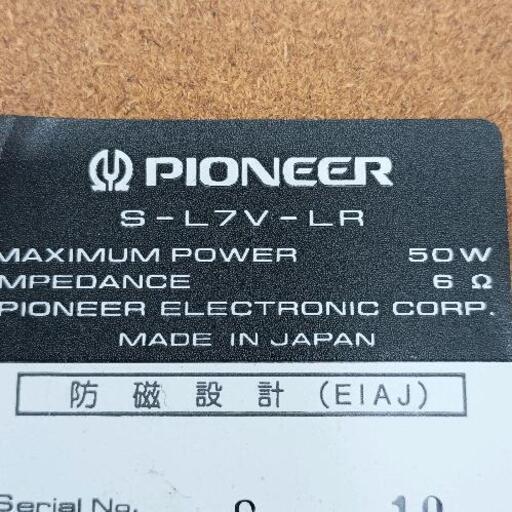 PIONEER
S-L7V-LR
MAXIMUM POWER 50W
IMPEDANCE 6 Ω
PIONEER ELECTRONIC CORP.
MADE IN JAPAN
防磁設計(EIAJ)
Serial No.